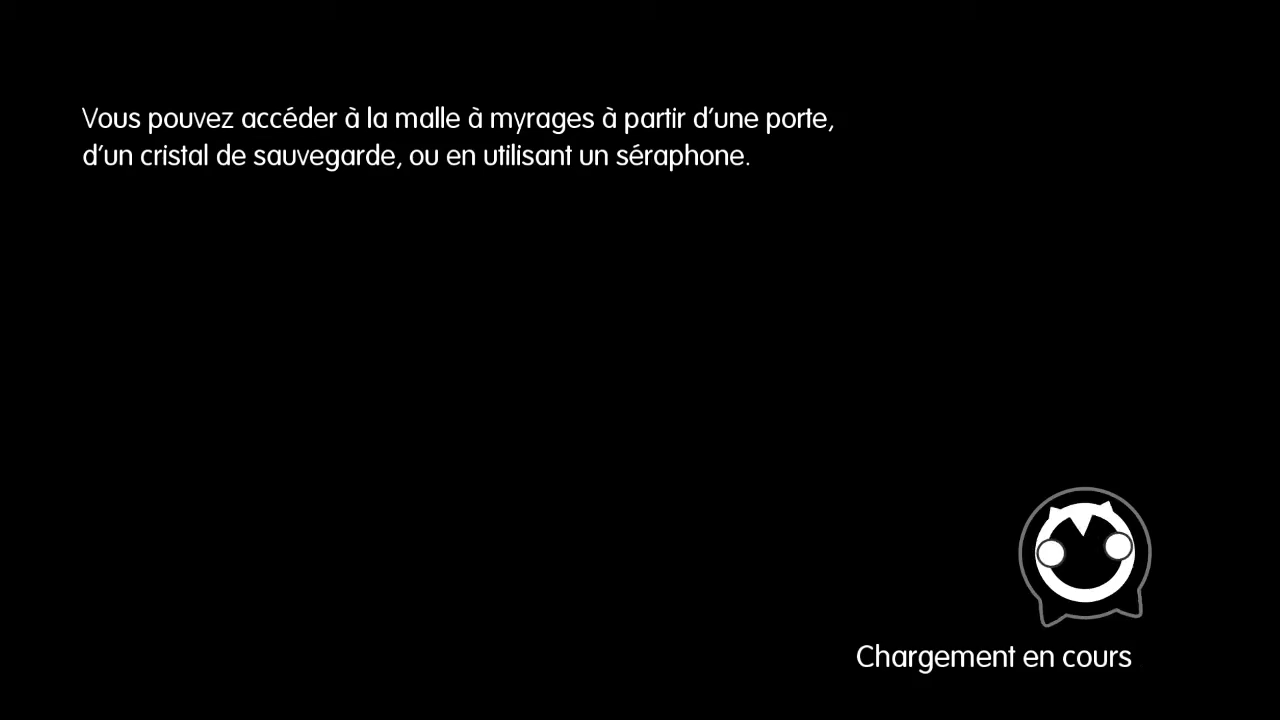 Vous pouvez accéder à la malle à myrages à partir d’une porte,
d’un cristal de sauvegarde, ou en utilisant un séraphone.
Chargement en cours